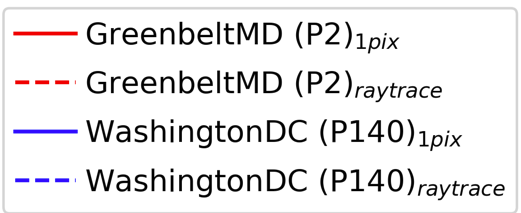 GreenbeltMD (P2)1pix
GreenbeltMD (P2)raytrace
WashingtonDC (P140)1pix
WashingtonDC (P140)raytrace